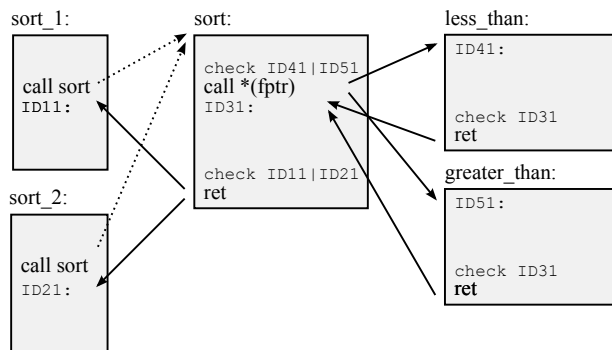 sort_1:
call sort
ID11:
sort_2:
call sort
ID21:
sort:
check ID41|ID51
call *(fptr)
ID31:
check ID11|ID21
ret
less_than:
ID41:
check ID31
ret
greater_than:
ID51:
check ID31
ret